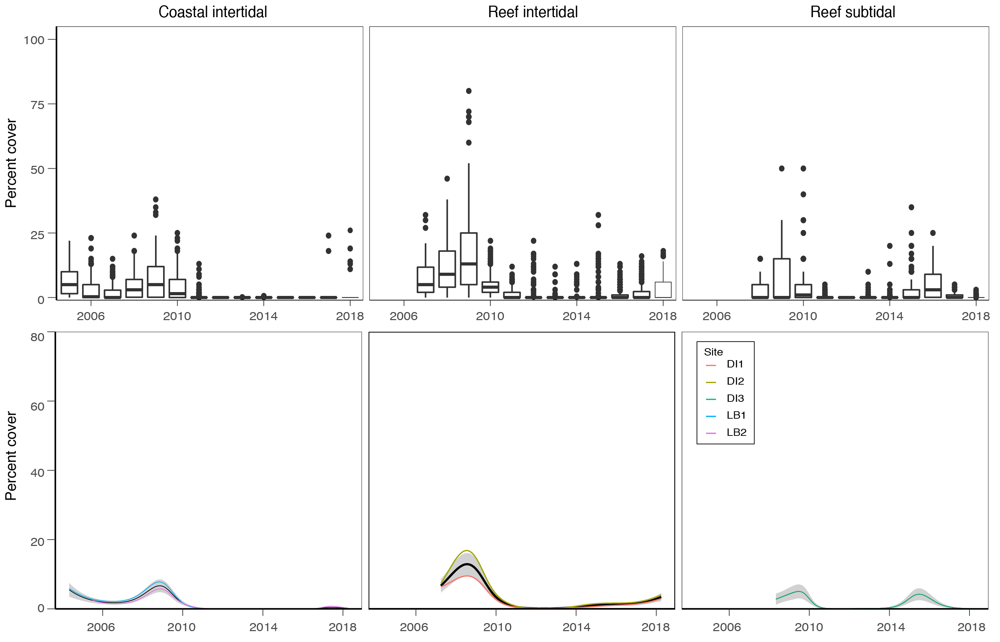 Coastal intertidal Reef intertidal Reef subtidal
Percent cover
100
75
50
25
0
2006 2010 2014 2018 2006 2010 2014 2018 2006 2010 2014 2018
Percent cover
80
60
40
20
0
Site
DI1
DI2
DI3
LB1
LB2
2006 2010 2014 2018 2006 2010 2014 2018 2006 2010 2014 2018